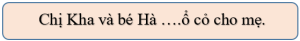 Chị Kha và bé Hà ….ổ cỏ cho mẹ.